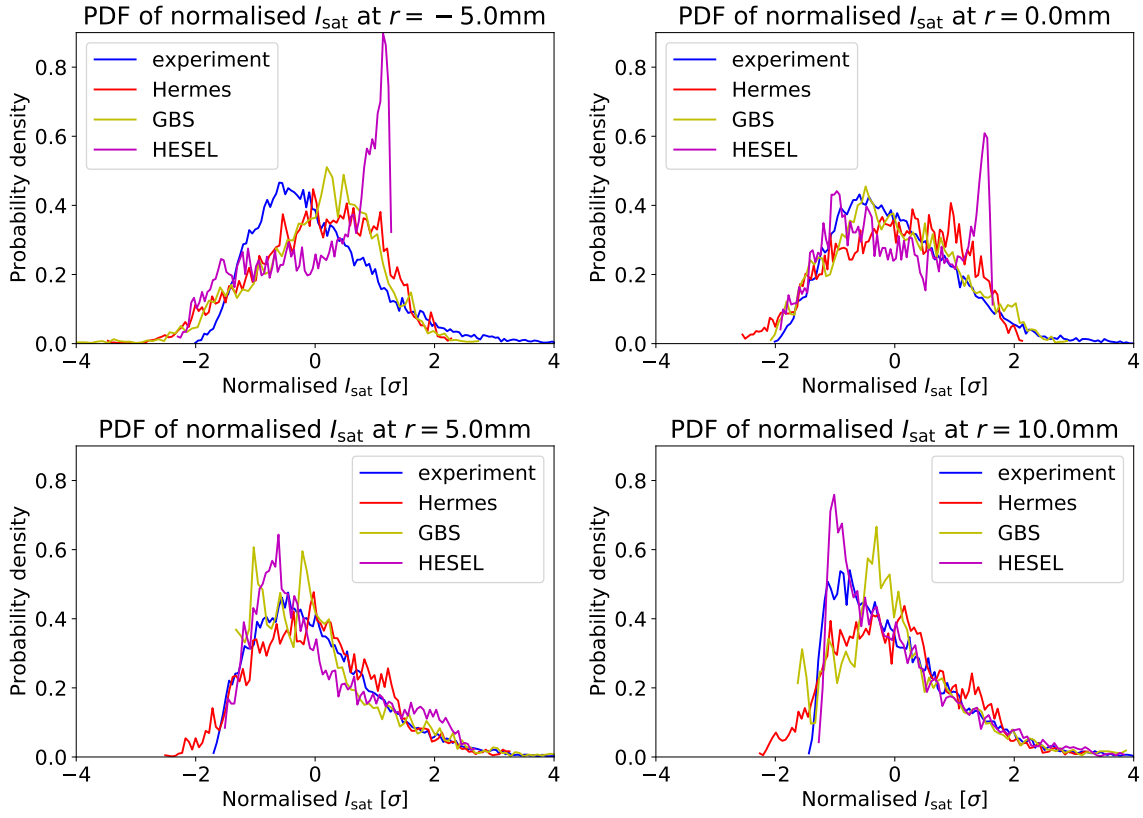 PDF of normalised I_sat at r = − 5.0mm
Probability density
0.8
0.6
0.4
0.2
0.0
experiment
Hermes
GBS
HESEL
−4 −2 0 2 4
Normalised I_sat [σ]
PDF of normalised I_sat at r = 0.0mm
Probability density
0.8
0.6
0.4
0.2
0.0
experiment
Hermes
GBS
HESEL
−4 −2 0 2 4
Normalised I_sat [σ]
PDF of normalised I_sat at r = 5.0mm
Probability density
0.8
0.6
0.4
0.2
0.0
experiment
Hermes
GBS
HESEL
−4 −2 0 2 4
Normalised I_sat [σ]
PDF of normalised I_sat at r = 10.0mm
Probability density
0.8
0.6
0.4
0.2
0.0
experiment
Hermes
GBS
HESEL
−4 −2 0 2 4
Normalised I_sat [σ]